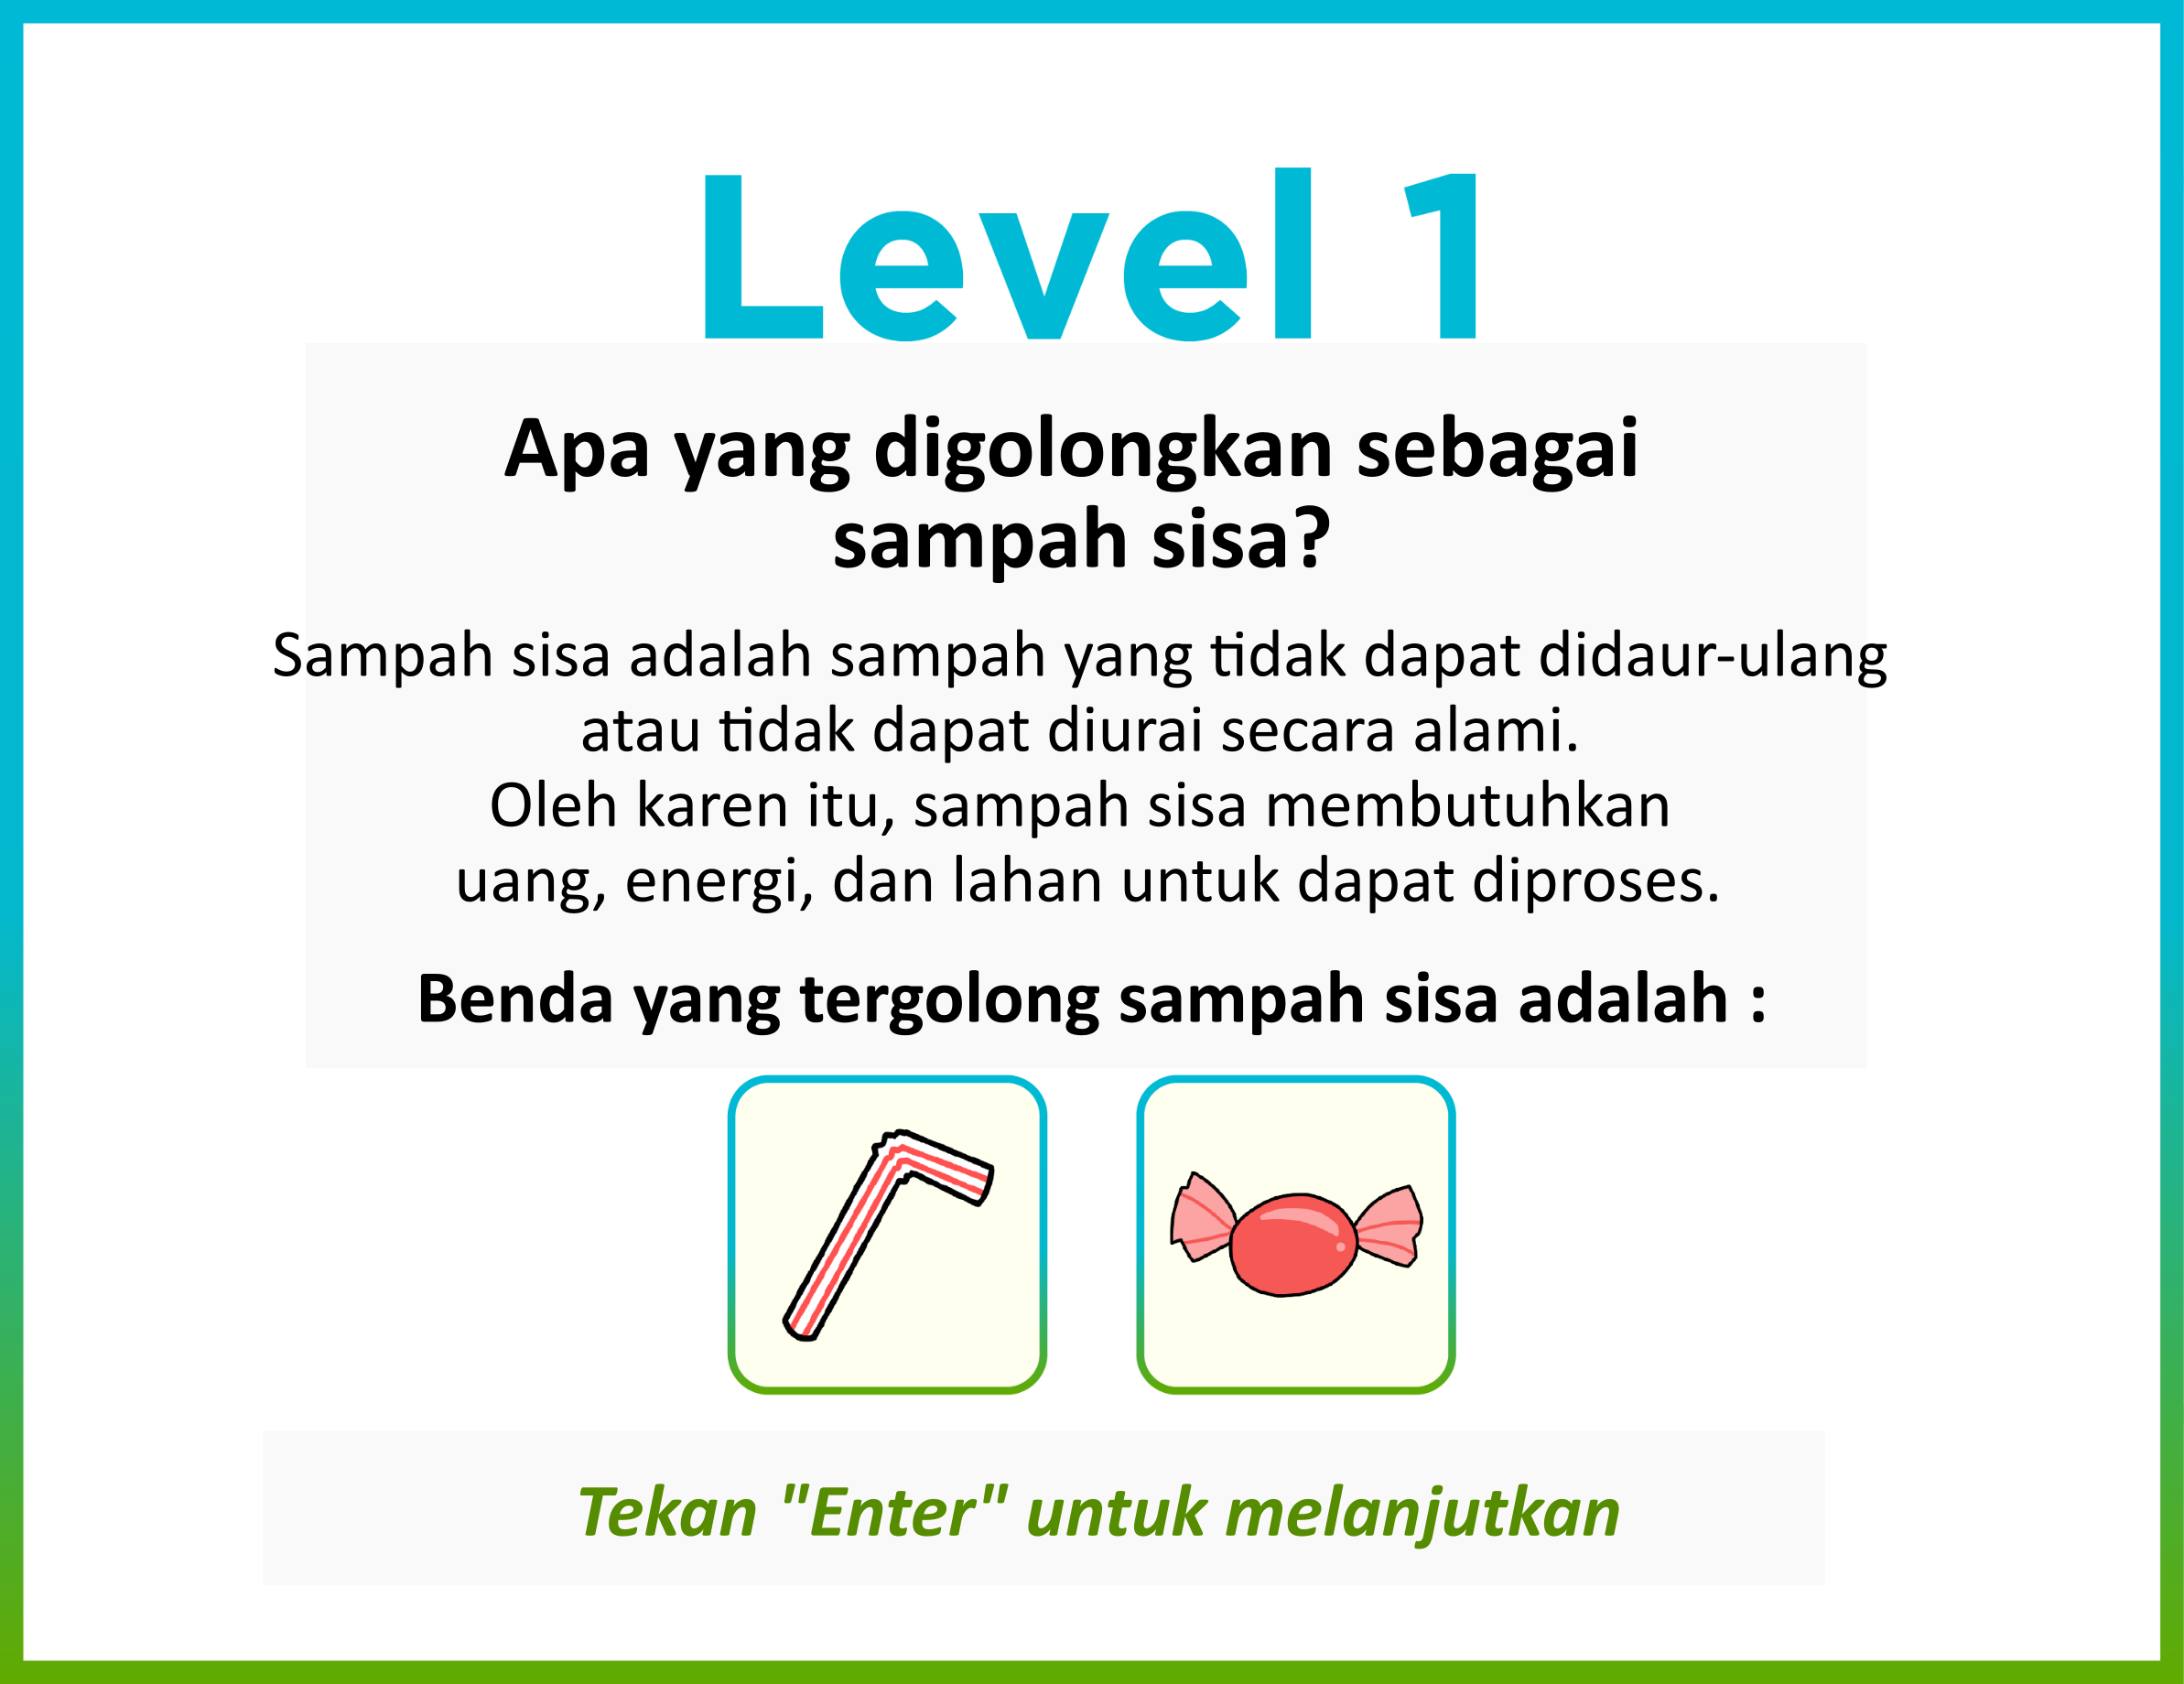 Level 1
Apa yang digolongkan sebagai
sampah sisa?
Sampah sisa adalah sampah yang tidak dapat didaur-ulang
atau tidak dapat diurai secara alami.
Oleh karen itu, sampah sisa membutuhkan
uang, energi, dan lahan untuk dapat diproses.
Benda yang tergolong sampah sisa adalah :
Tekan "Enter" untuk melanjutkan